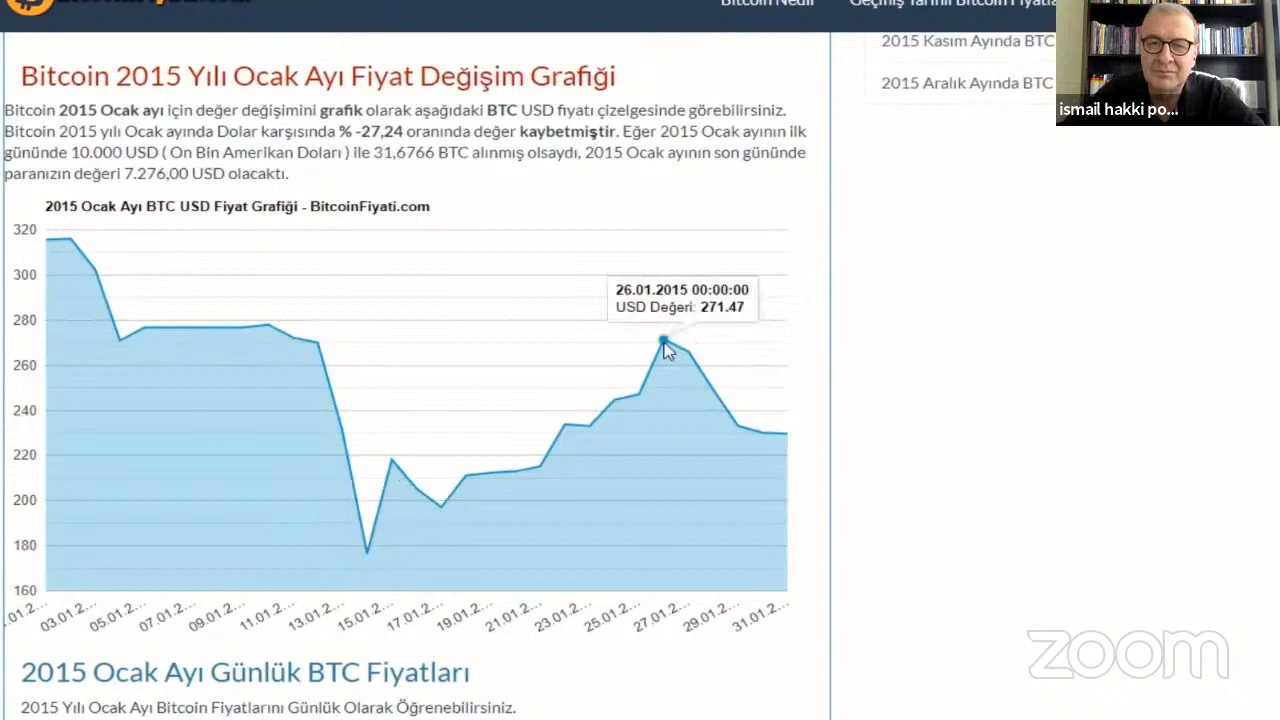 Bitcoin Nedir
Geçmiş Tarihli Bitcoin
2015 Kasım Ayında BTC
2015 Aralık Ayında BTC
ismail hakki po...
Bitcoin 2015 Yılı Ocak Ayı Fiyat Değişim Grafiği
Bitcoin 2015 Ocak ayı için değer değişimini grafik olarak aşağıdaki BTC USD fiyatı çizelgesinde görebilirsiniz.
Bitcoin 2015 yılı Ocak ayında Dolar karşısında % -27,24 oranında değer kaybetmiştir. Eğer 2015 Ocak ayının ilk
gününde 10.000 USD ( On Bin Amerikan Doları ) ile 31,6766 BTC alınmış olsaydı, 2015 Ocak ayının son gününde
paranızın değeri 7.276,00 USD olacaktı.
2015 Ocak Ayı BTC USD Fiyat Grafiği - BitcoinFiyati.com
320
300
280
260
240
220
200
180
160
26.01.2015 00:00:00
USD Değeri: 271.47
.01.2... 03.01.2... 05.01.2... 07.01.2... 09.01.2... 11.01.2... 13.01.2... 15.01.2... 17.01.2... 19.01.2... 21.01.2... 23.01.2... 25.01.2... 27.01.2... 29.01.2... 31.01.2...
zoom
2015 Ocak Ayı Günlük BTC Fiyatları
2015 Yılı Ocak Ayı Bitcoin Fiyatlarını Günlük Olarak Öğrenebilirsiniz.